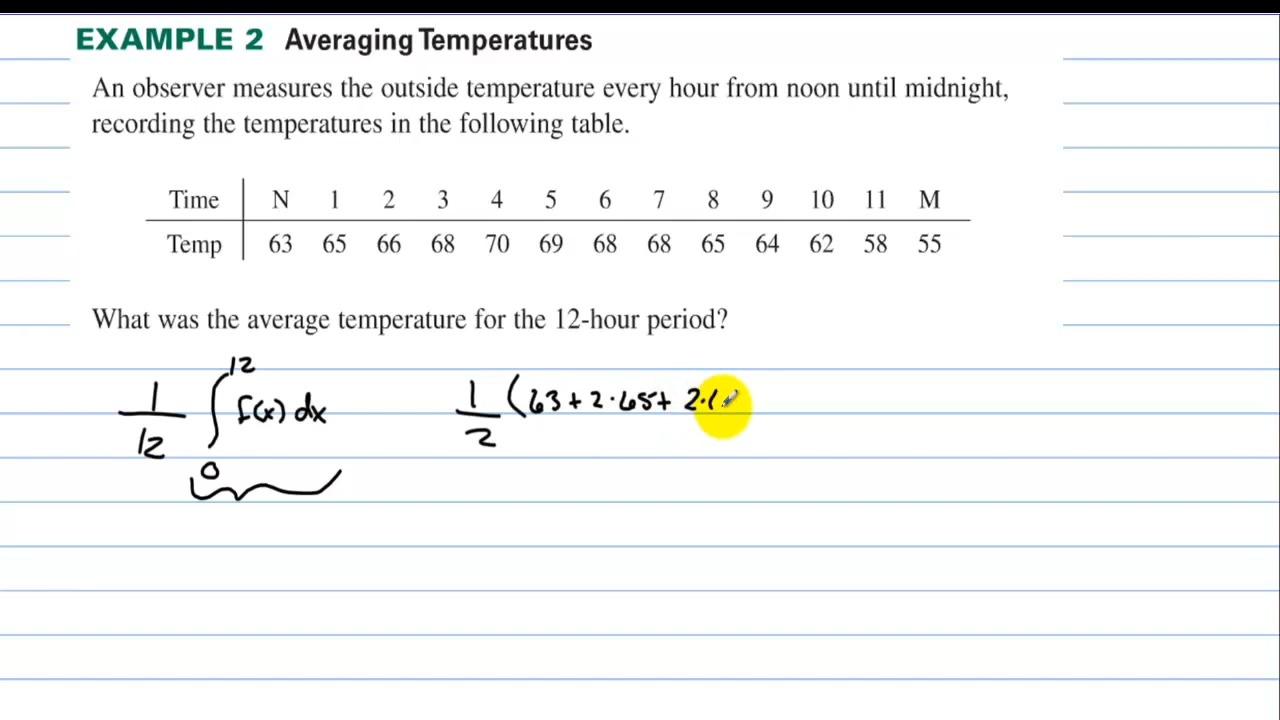 EXAMPLE 2 Averaging Temperatures
An observer measures the outside temperature every hour from noon until midnight,
recording the temperatures in the following table.
Time N 1 2 3 4 5 6 7 8 9 10 11 M
Temp 63 65 66 68 70 69 68 68 65 64 62 58 55
What was the average temperature for the 12-hour period?
1/12 ∫₀¹² f(x) dx 1/2 (63 + 2·65 + 2·